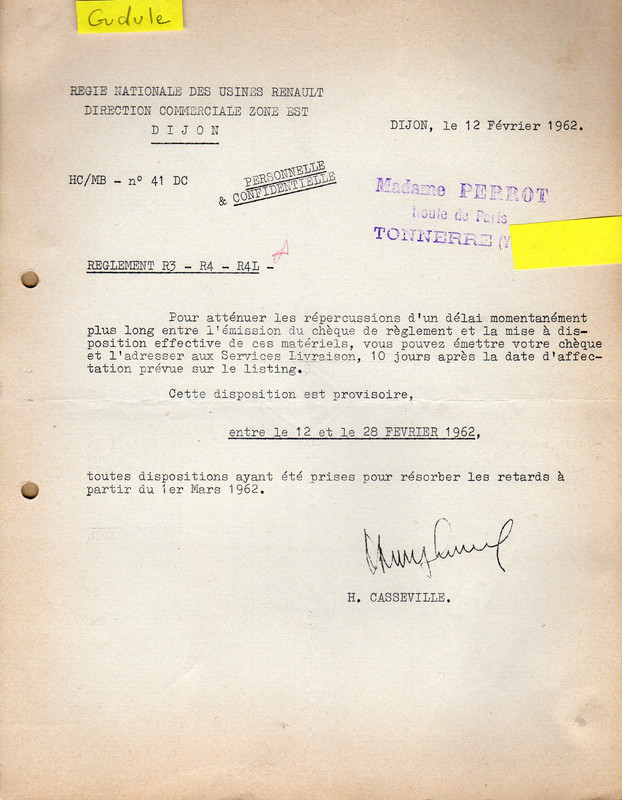 Gudule
REGIE NATIONALE DES USINES RENAULT
DIRECTION COMMERCIALE ZONE EST
D I J O N
DIJON, le 12 Février 1962.
HC/MB - n° 41 DC
PERSONNELLE
& CONFIDENTIELLE
Madame PERROT
Route de Paris
TONNERRE (Y
REGLEMENT R3 - R4 - R4L -
Pour atténuer les répercussions d'un délai momentanément
plus long entre l'émission du chèque de règlement et la mise à dis-
position effective de ces matériels, vous pouvez émettre votre chèque
et l'adresser aux Services Livraison, 10 jours après la date d'affec-
tation prévue sur le listing.
Cette disposition est provisoire,
entre le 12 et le 28 FEVRIER 1962,
toutes dispositions ayant été prises pour résorber les retards à
partir du 1er Mars 1962.
H. CASSEVILLE.